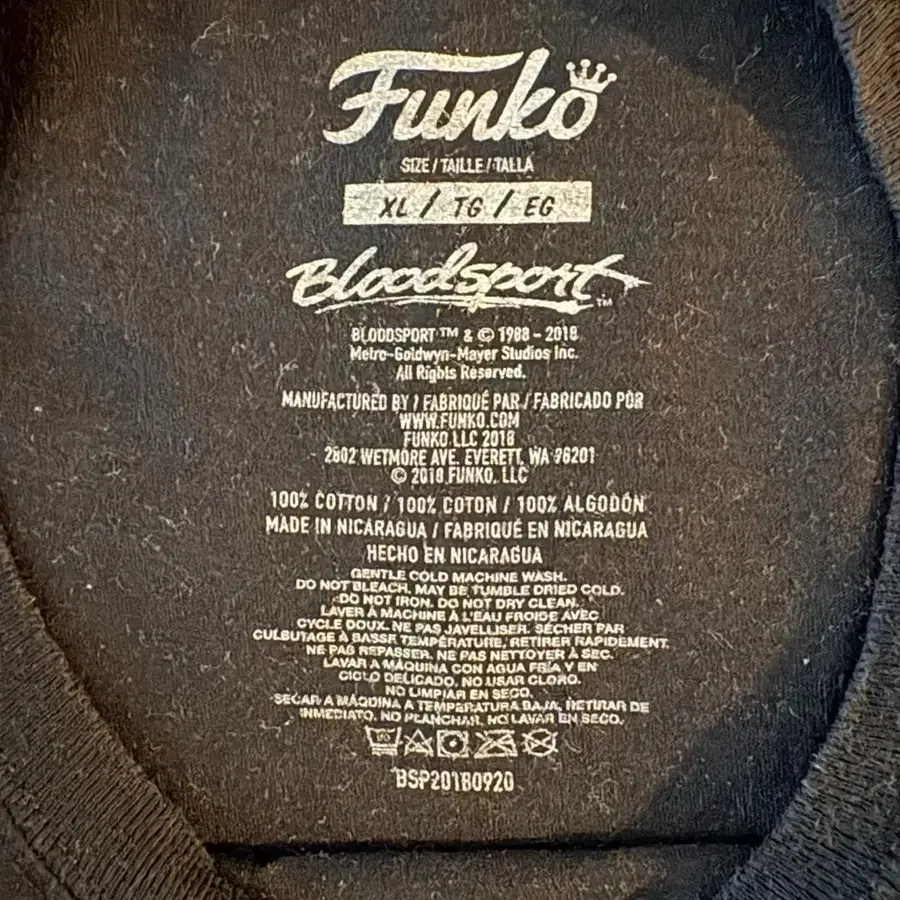 Funko
SIZE / TAILLE / TALLA
XL / TG / EG
Bloodsport™
BLOODSPORT ™ & © 1988 - 2018
Metro-Goldwyn-Mayer Studios Inc.
All Rights Reserved.
MANUFACTURED BY / FABRIQUÉ PAR / FABRICADO POR
WWW.FUNKO.COM
FUNKO LLC 2018
2802 WETMORE AVE. EVERETT, WA 98201
© 2018 FUNKO, LLC
100% COTTON / 100% COTON / 100% ALGODÓN
MADE IN NICARAGUA / FABRIQUÉ EN NICARAGUA
HECHO EN NICARAGUA
GENTLE COLD MACHINE WASH.
DO NOT BLEACH. MAY BE TUMBLE DRIED COLD.
DO NOT IRON. DO NOT DRY CLEAN.
LAVER À MACHINE À L'EAU FROIDE AVEC
CYCLE DOUX. NE PAS JAVELLISER. SÉCHER PAR
CULBUTAGE À BASSE TEMPÉRATURE, RETIRER RAPIDEMENT.
NE PAS REPASSER. NE PAS NETTOYER À SEC.
LAVAR A MÁQUINA CON AGUA FRÍA Y EN
CICLO DELICADO. NO USAR CLORO.
NO LIMPIAR EN SECO.
SECAR A MÁQUINA A TEMPERATURA BAJA, RETIRAR DE
INMEDIATO. NO PLANCHAR. NO LAVAR EN SECO.
BSP20180920